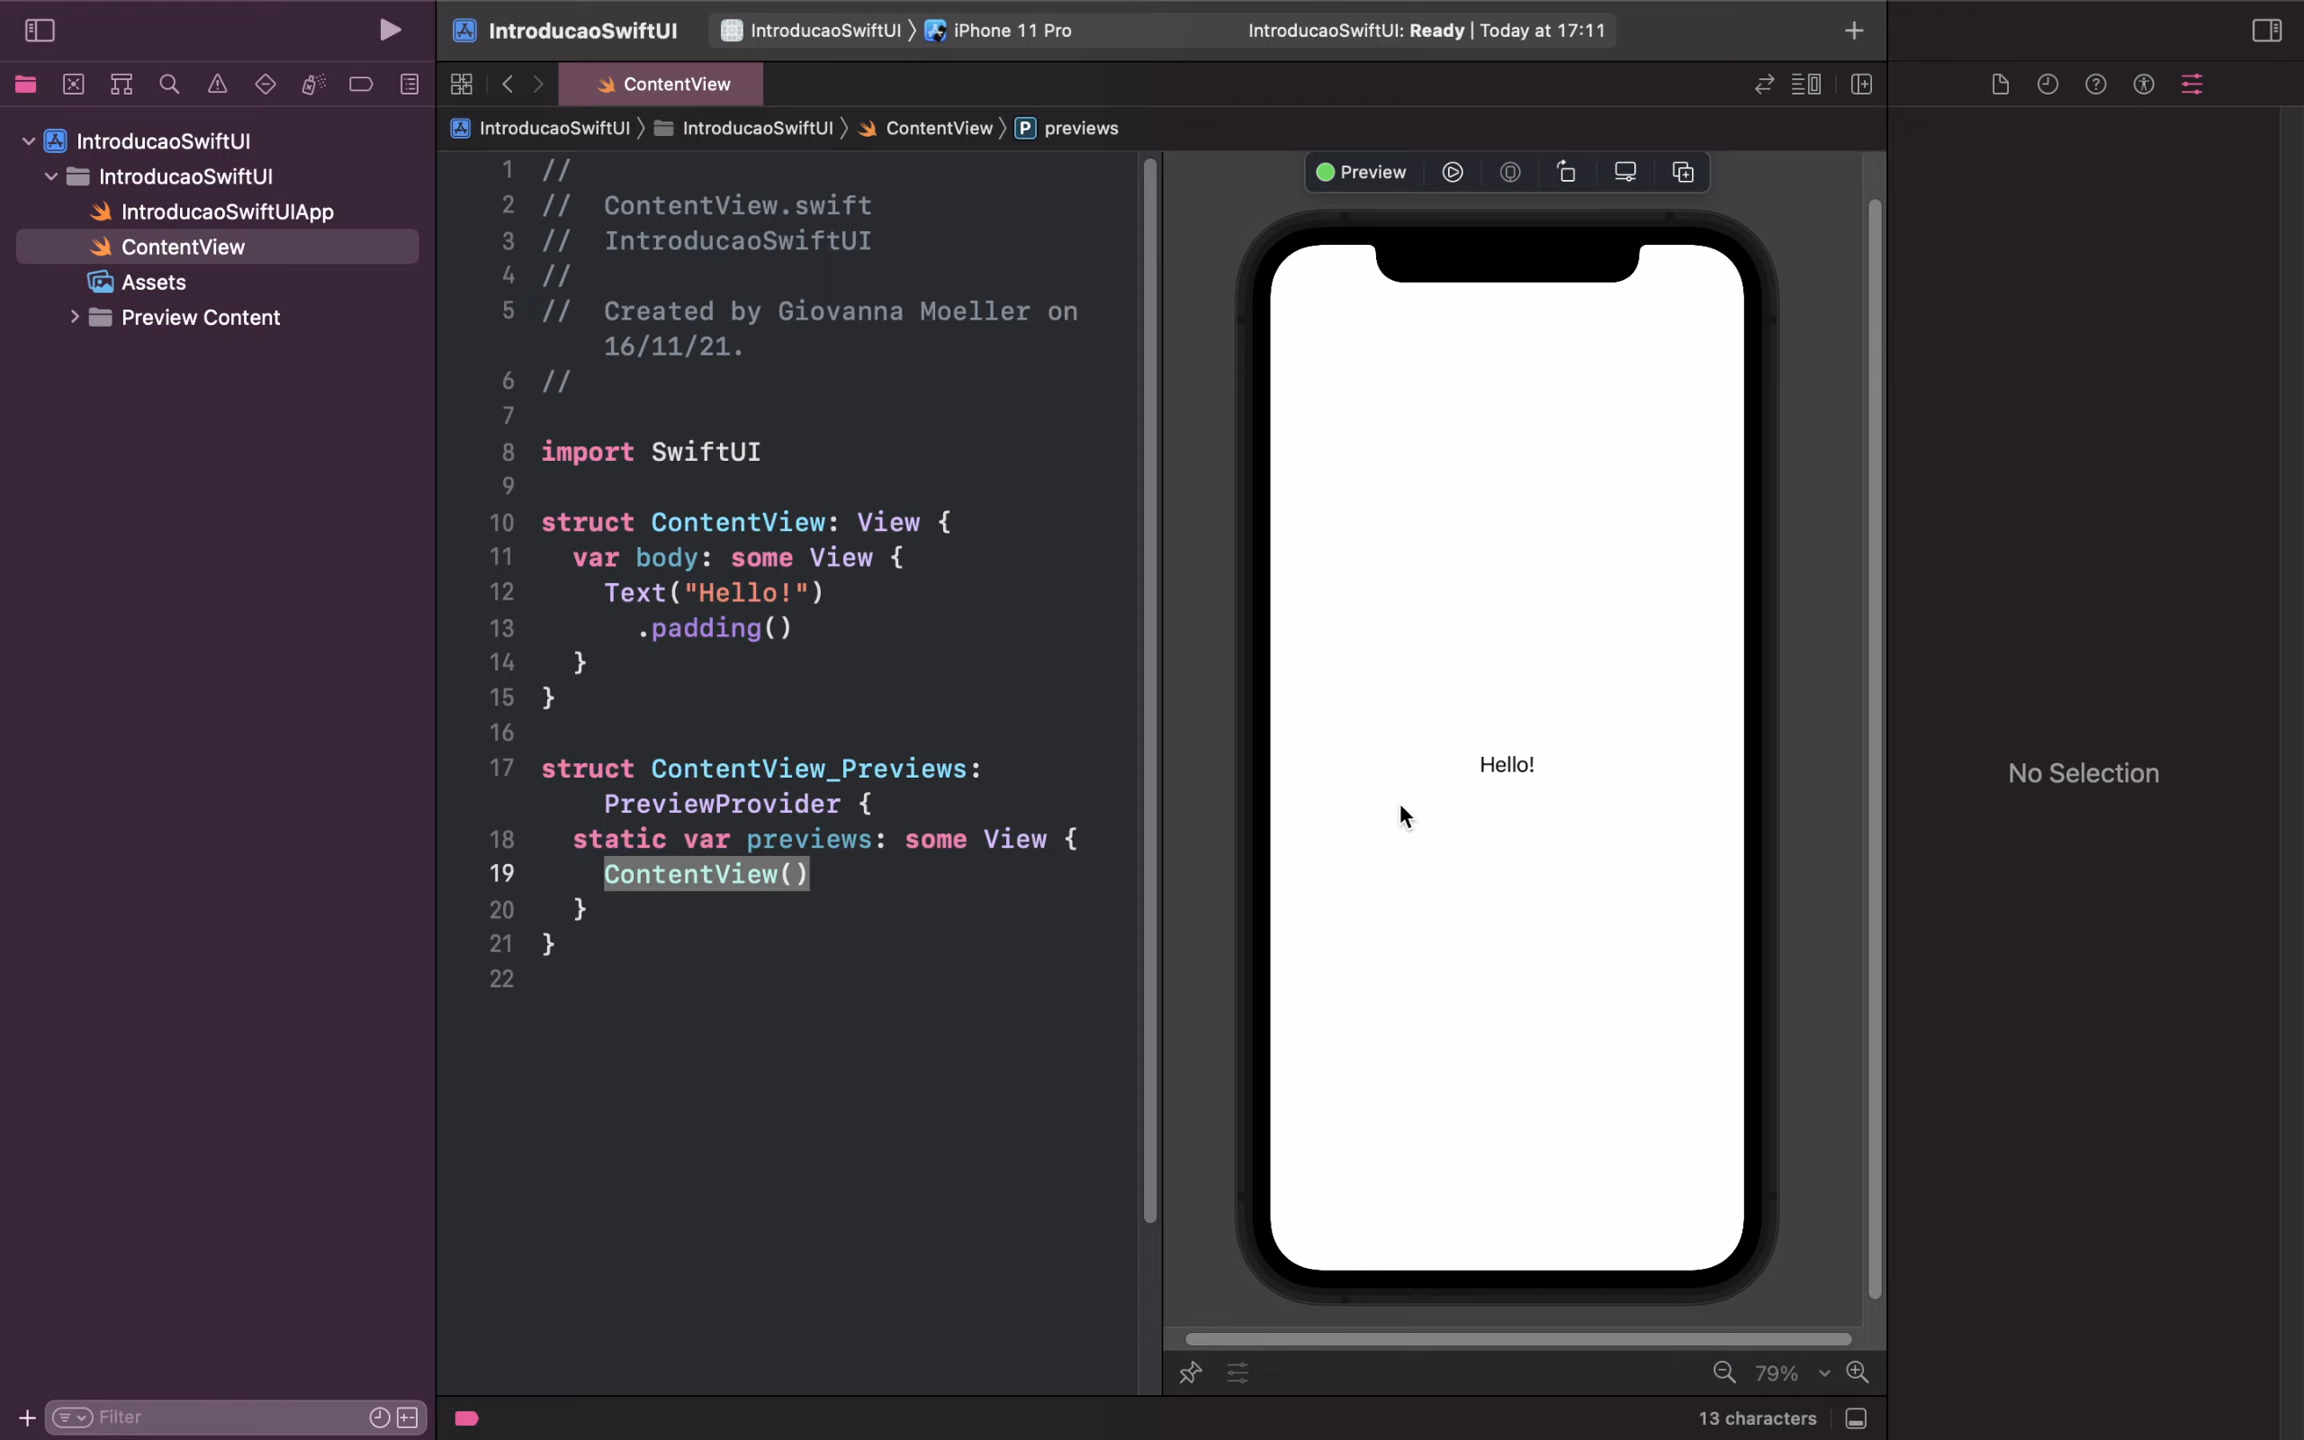 IntroducaoSwiftUI
IntroducaoSwiftUI 〉 iPhone 11 Pro
IntroducaoSwiftUI: Ready | Today at 17:11
ContentView
IntroducaoSwiftUI 〉 IntroducaoSwiftUI 〉 ContentView 〉 P previews
IntroducaoSwiftUI
IntroducaoSwiftUI
IntroducaoSwiftUIApp
ContentView
Assets
Preview Content
1 //
2 // ContentView.swift
3 // IntroducaoSwiftUI
4 //
5 // Created by Giovanna Moeller on
16/11/21.
6 //
7
8 import SwiftUI
9
10 struct ContentView: View {
11 var body: some View {
12 Text("Hello!")
13 .padding()
14 }
15 }
16
17 struct ContentView_Previews:
PreviewProvider {
18 static var previews: some View {
19 ContentView()
20 }
21 }
22
Preview
Hello!
No Selection
79%
Filter
13 characters